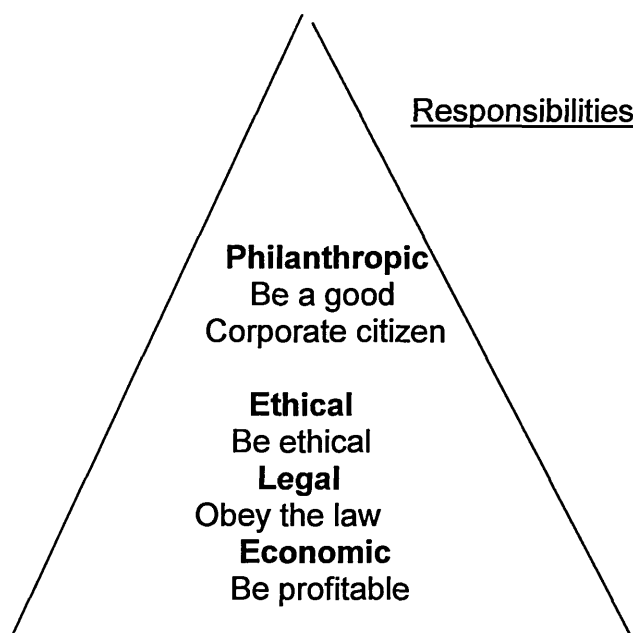 Responsibilities
Philanthropic
Be a good
Corporate citizen
Ethical
Be ethical
Legal
Obey the law
Economic
Be profitable